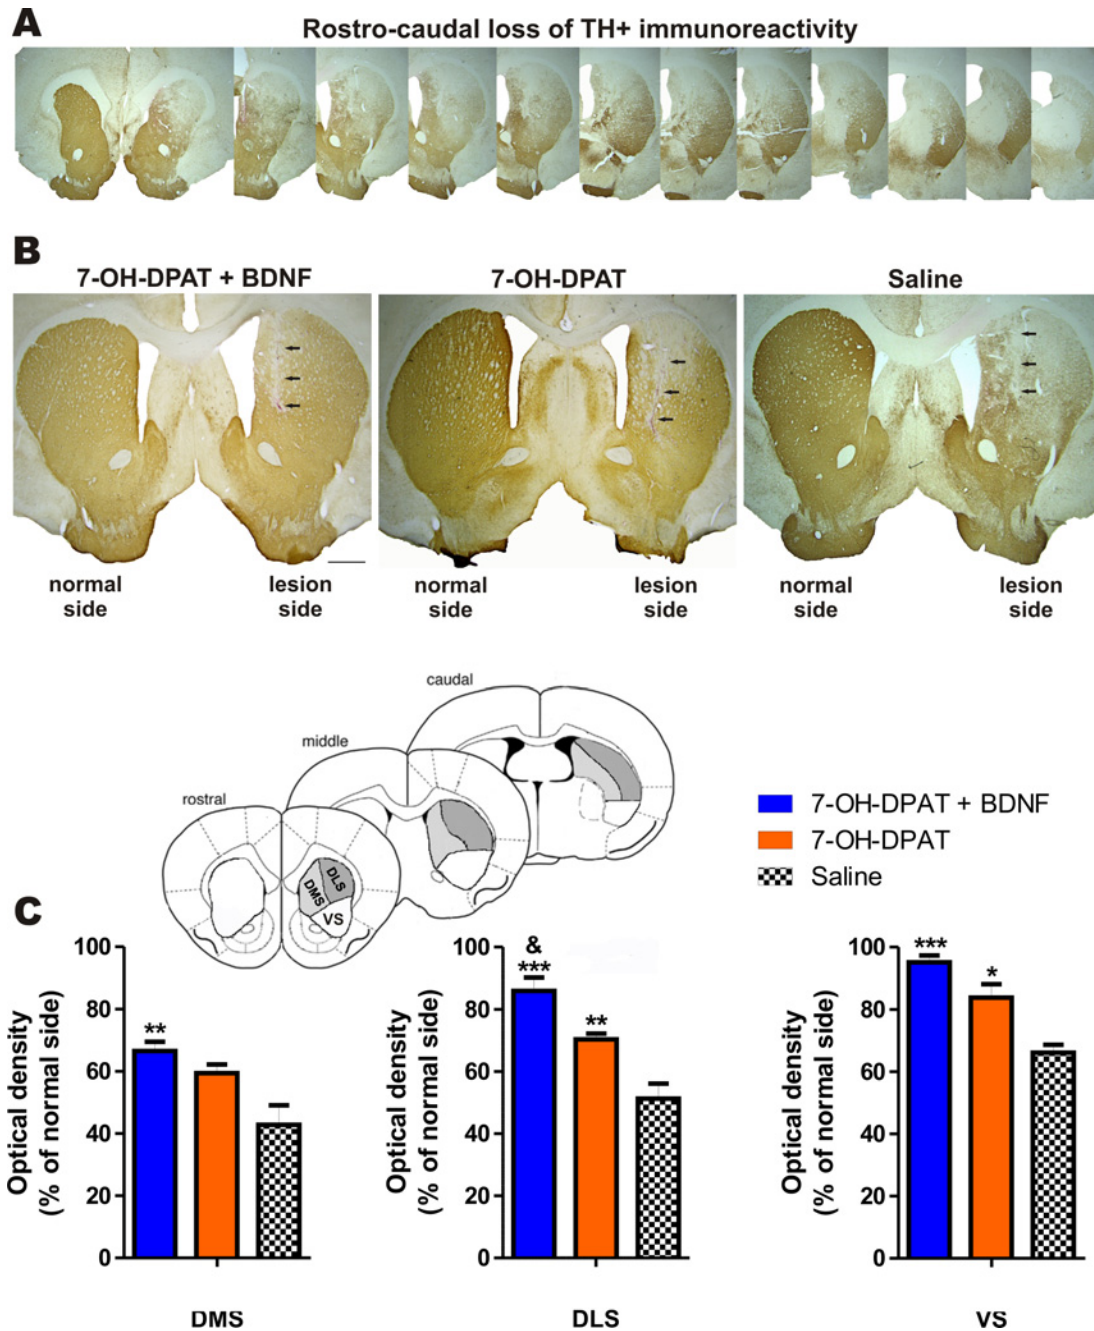 A
Rostro-caudal loss of TH+ immunoreactivity
B
7-OH-DPAT + BDNF
7-OH-DPAT
Saline
normal
side
lesion
side
normal
side
lesion
side
normal
side
lesion
side
caudal
middle
rostral
DLS
DMS
VS
7-OH-DPAT + BDNF
7-OH-DPAT
Saline
C
Optical density
(% of normal side)
100
80
60
40
20
0
**
DMS
Optical density
(% of normal side)
100
80
60
40
20
0
&
***
**
DLS
Optical density
(% of normal side)
100
80
60
40
20
0
***
*
VS